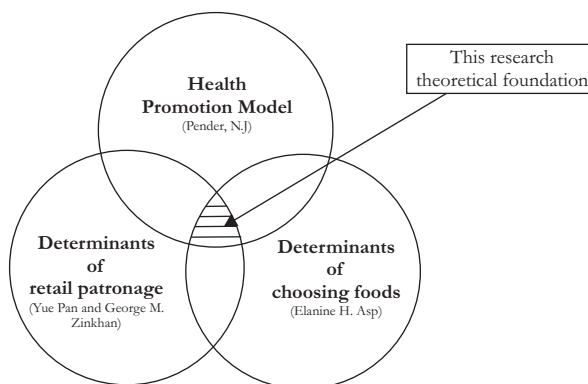 This research
theoretical foundation
Health
Promotion Model
(Pender, N.J)
Determinants
of
retail patronage
(Yue Pan and George M.
Zinkhan)
Determinants
of
choosing foods
(Elanine H. Asp)